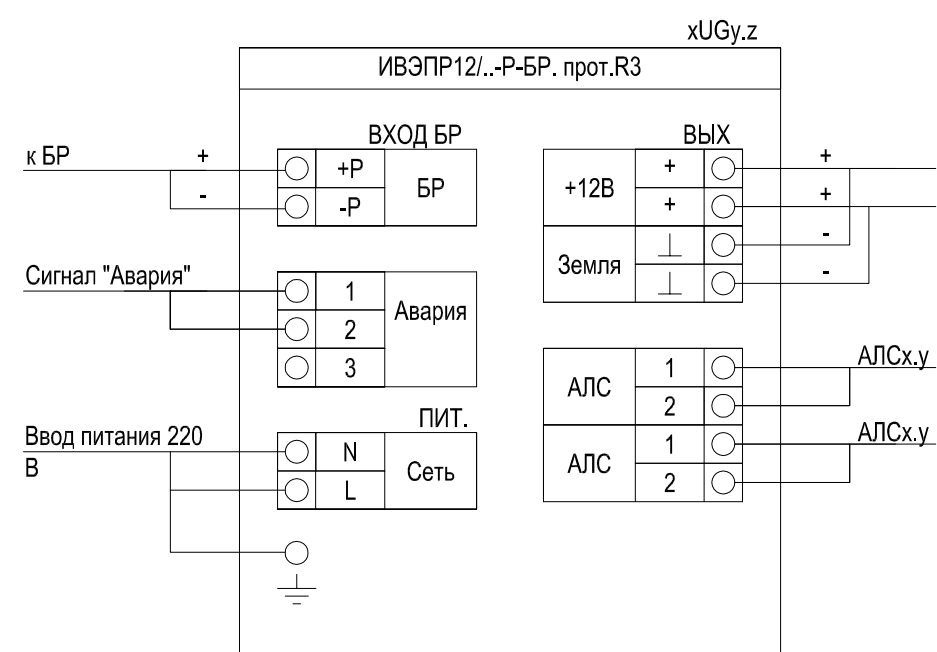 xUGy.z
ИВЭПР12/..-Р-БР. прот.R3
ВХОД БР
к БР + -
+Р
-Р
БР
Сигнал "Авария"
1
2
3
Авария
ПИТ.
Ввод питания 220
В
N
L
Сеть
ВЫХ
+12В
+ +
+ +
Земля
⊥ -
⊥ -
АЛС
1 АЛСх.у
2
АЛС
1 АЛСх.у
2